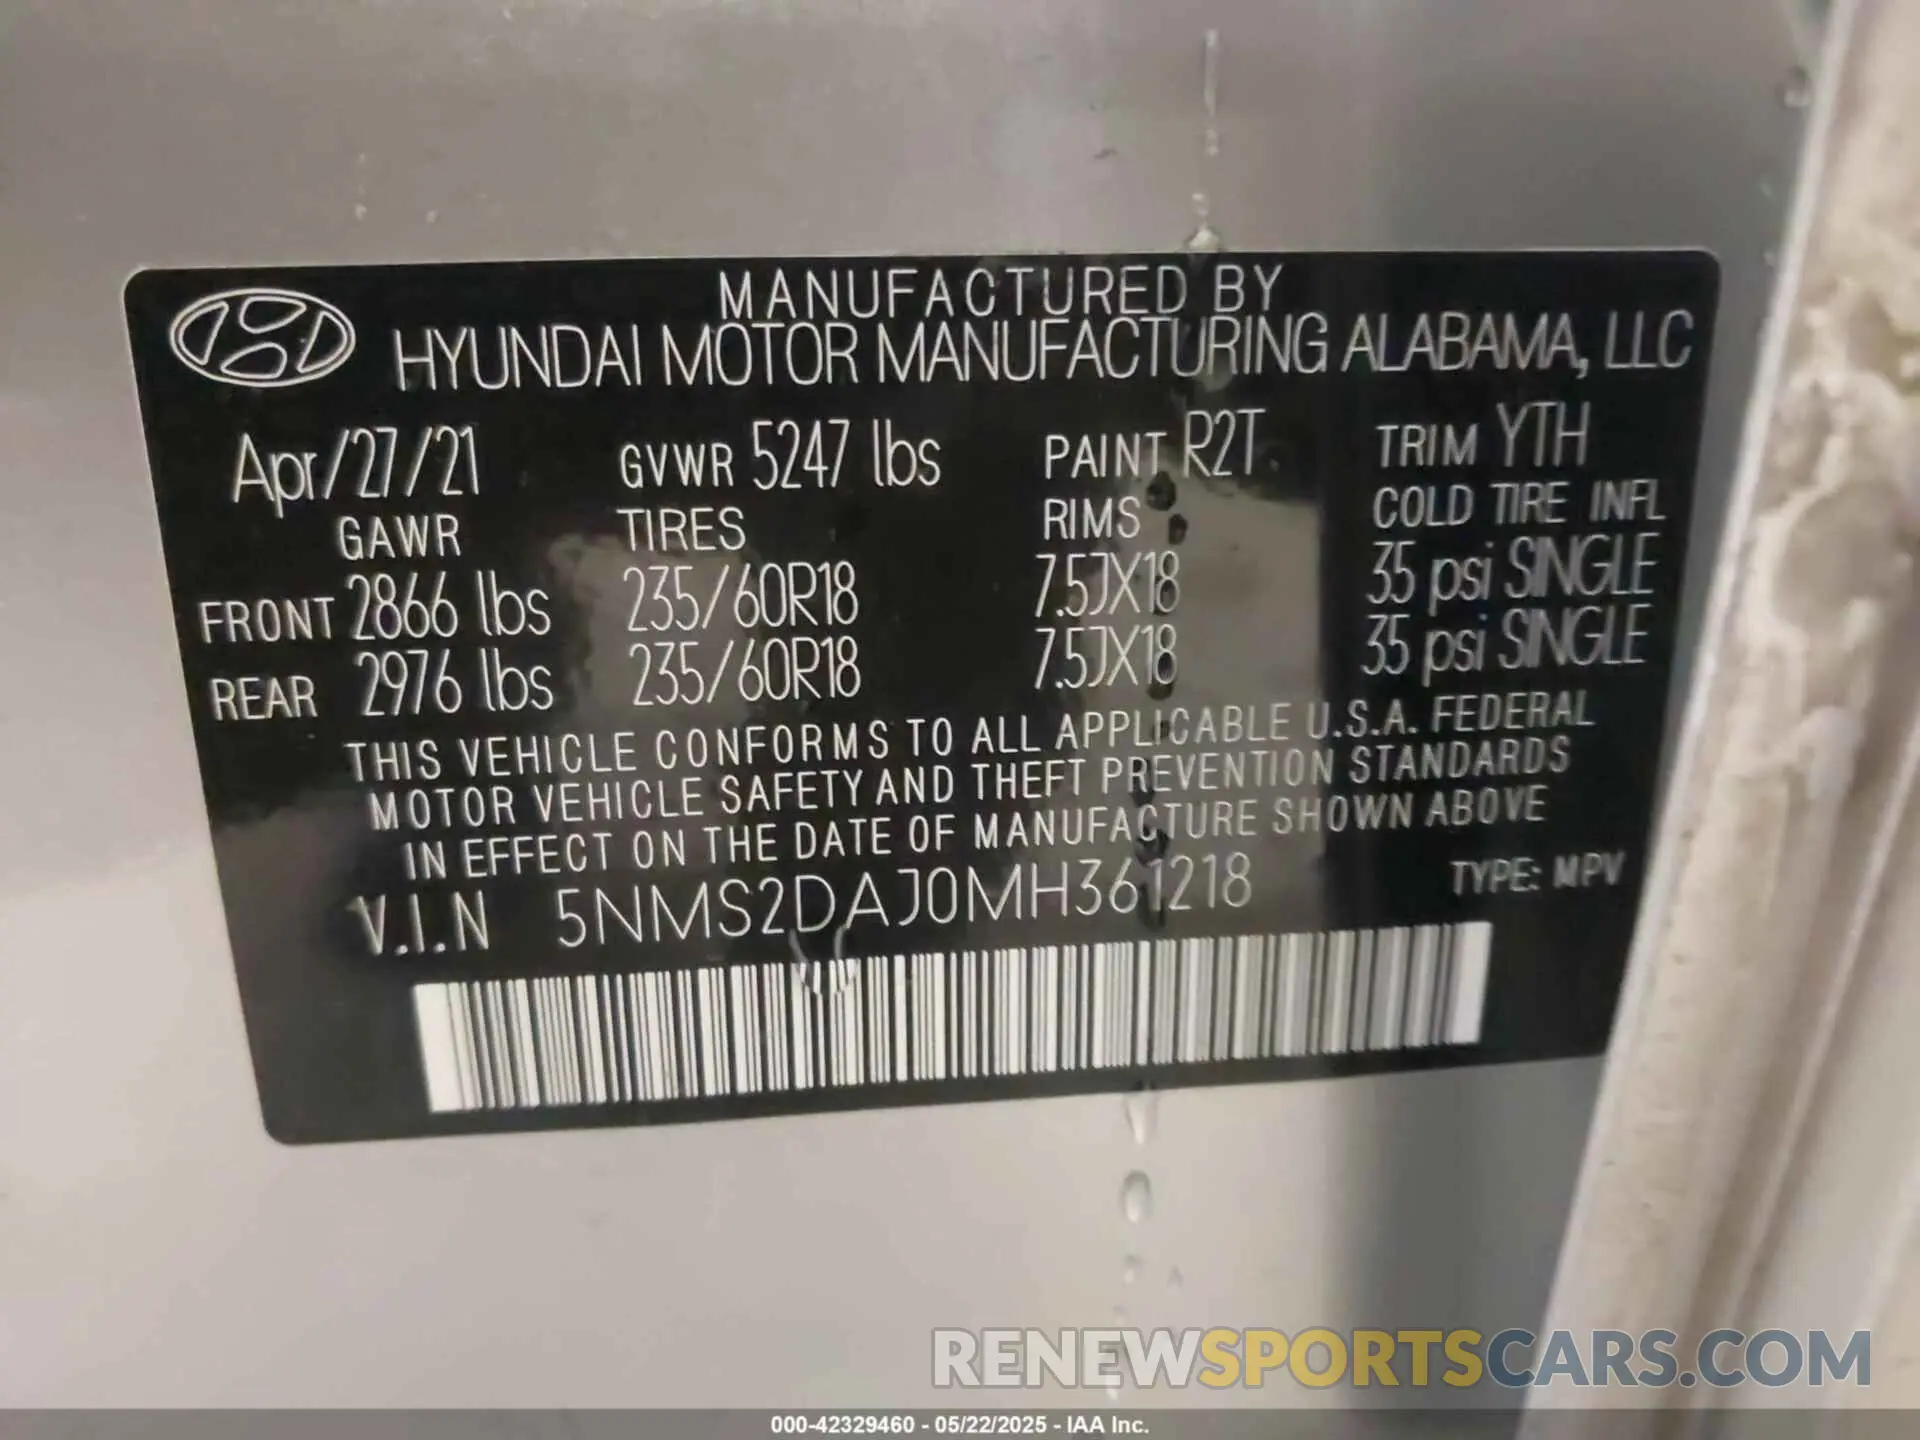 MANUFACTURED BY
HYUNDAI MOTOR MANUFACTURING ALABAMA, LLC
Apr/27/21 GVWR 5247 lbs PAINT R2T TRIM YTH
GAWR TIRES RIMS COLD TIRE INFL
FRONT 2866 lbs 235/60R18 7.5JX18 35 psi SINGLE
REAR 2976 lbs 235/60R18 7.5JX18 35 psi SINGLE
THIS VEHICLE CONFORMS TO ALL APPLICABLE U.S.A. FEDERAL
MOTOR VEHICLE SAFETY AND THEFT PREVENTION STANDARDS
IN EFFECT ON THE DATE OF MANUFACTURE SHOWN ABOVE
V.I.N 5NMS2DAJ0MH361218 TYPE: MPV
RENEWSPORTSCARS.COM
000-42329460 - 05/22/2025 - IAA Inc.